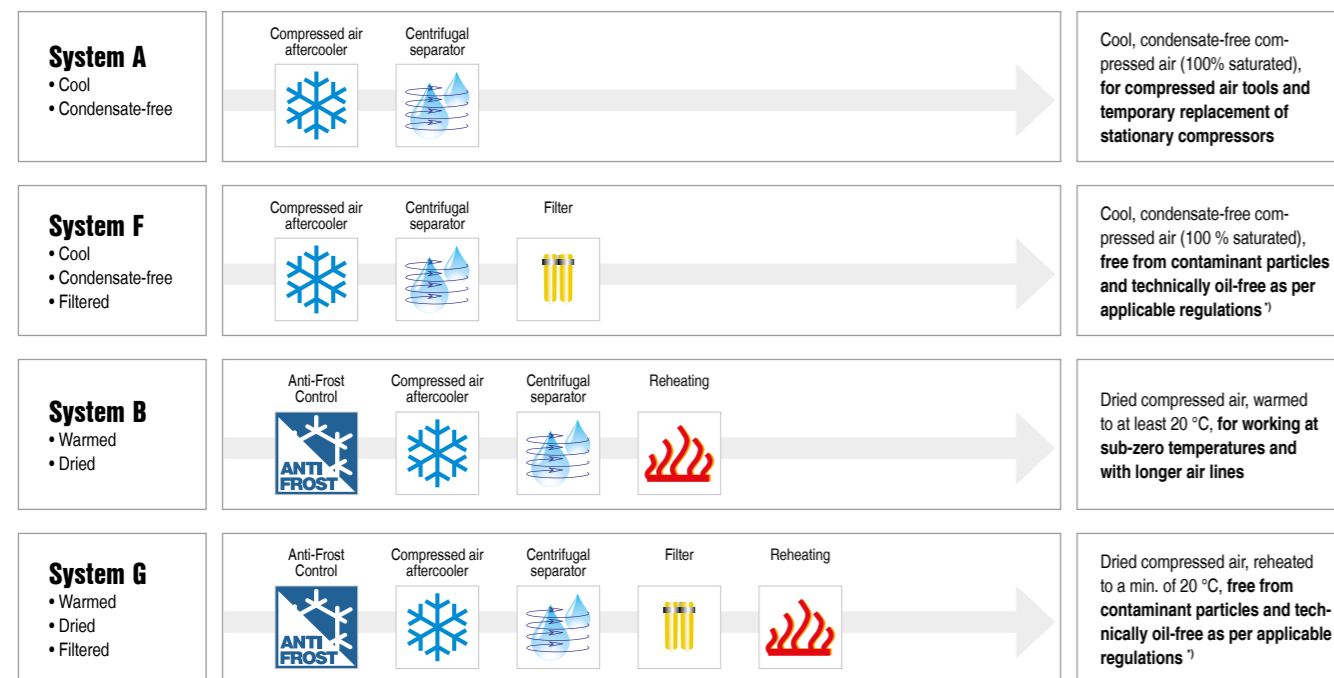 System A
• Cool
• Condensate-free
Compressed air
aftercooler
Centrifugal
separator
Cool, condensate-free com-
pressed air (100% saturated),
for compressed air tools and
temporary replacement of
stationary compressors
System F
• Cool
• Condensate-free
• Filtered
Compressed air
aftercooler
Centrifugal
separator
Filter
Cool, condensate-free com-
pressed air (100 % saturated),
free from contaminant particles
and technically oil-free as per
applicable regulations *)
System B
• Warmed
• Dried
Anti-Frost
Control
ANTI
FROST
Compressed air
aftercooler
Centrifugal
separator
Reheating
Dried compressed air, warmed
to at least 20 °C, for working at
sub-zero temperatures and
with longer air lines
System G
• Warmed
• Dried
• Filtered
Anti-Frost
Control
ANTI
FROST
Compressed air
aftercooler
Centrifugal
separator
Filter
Reheating
Dried compressed air, reheated
to a min. of 20 °C, free from
contaminant particles and tech-
nically oil-free as per applicable
regulations *)